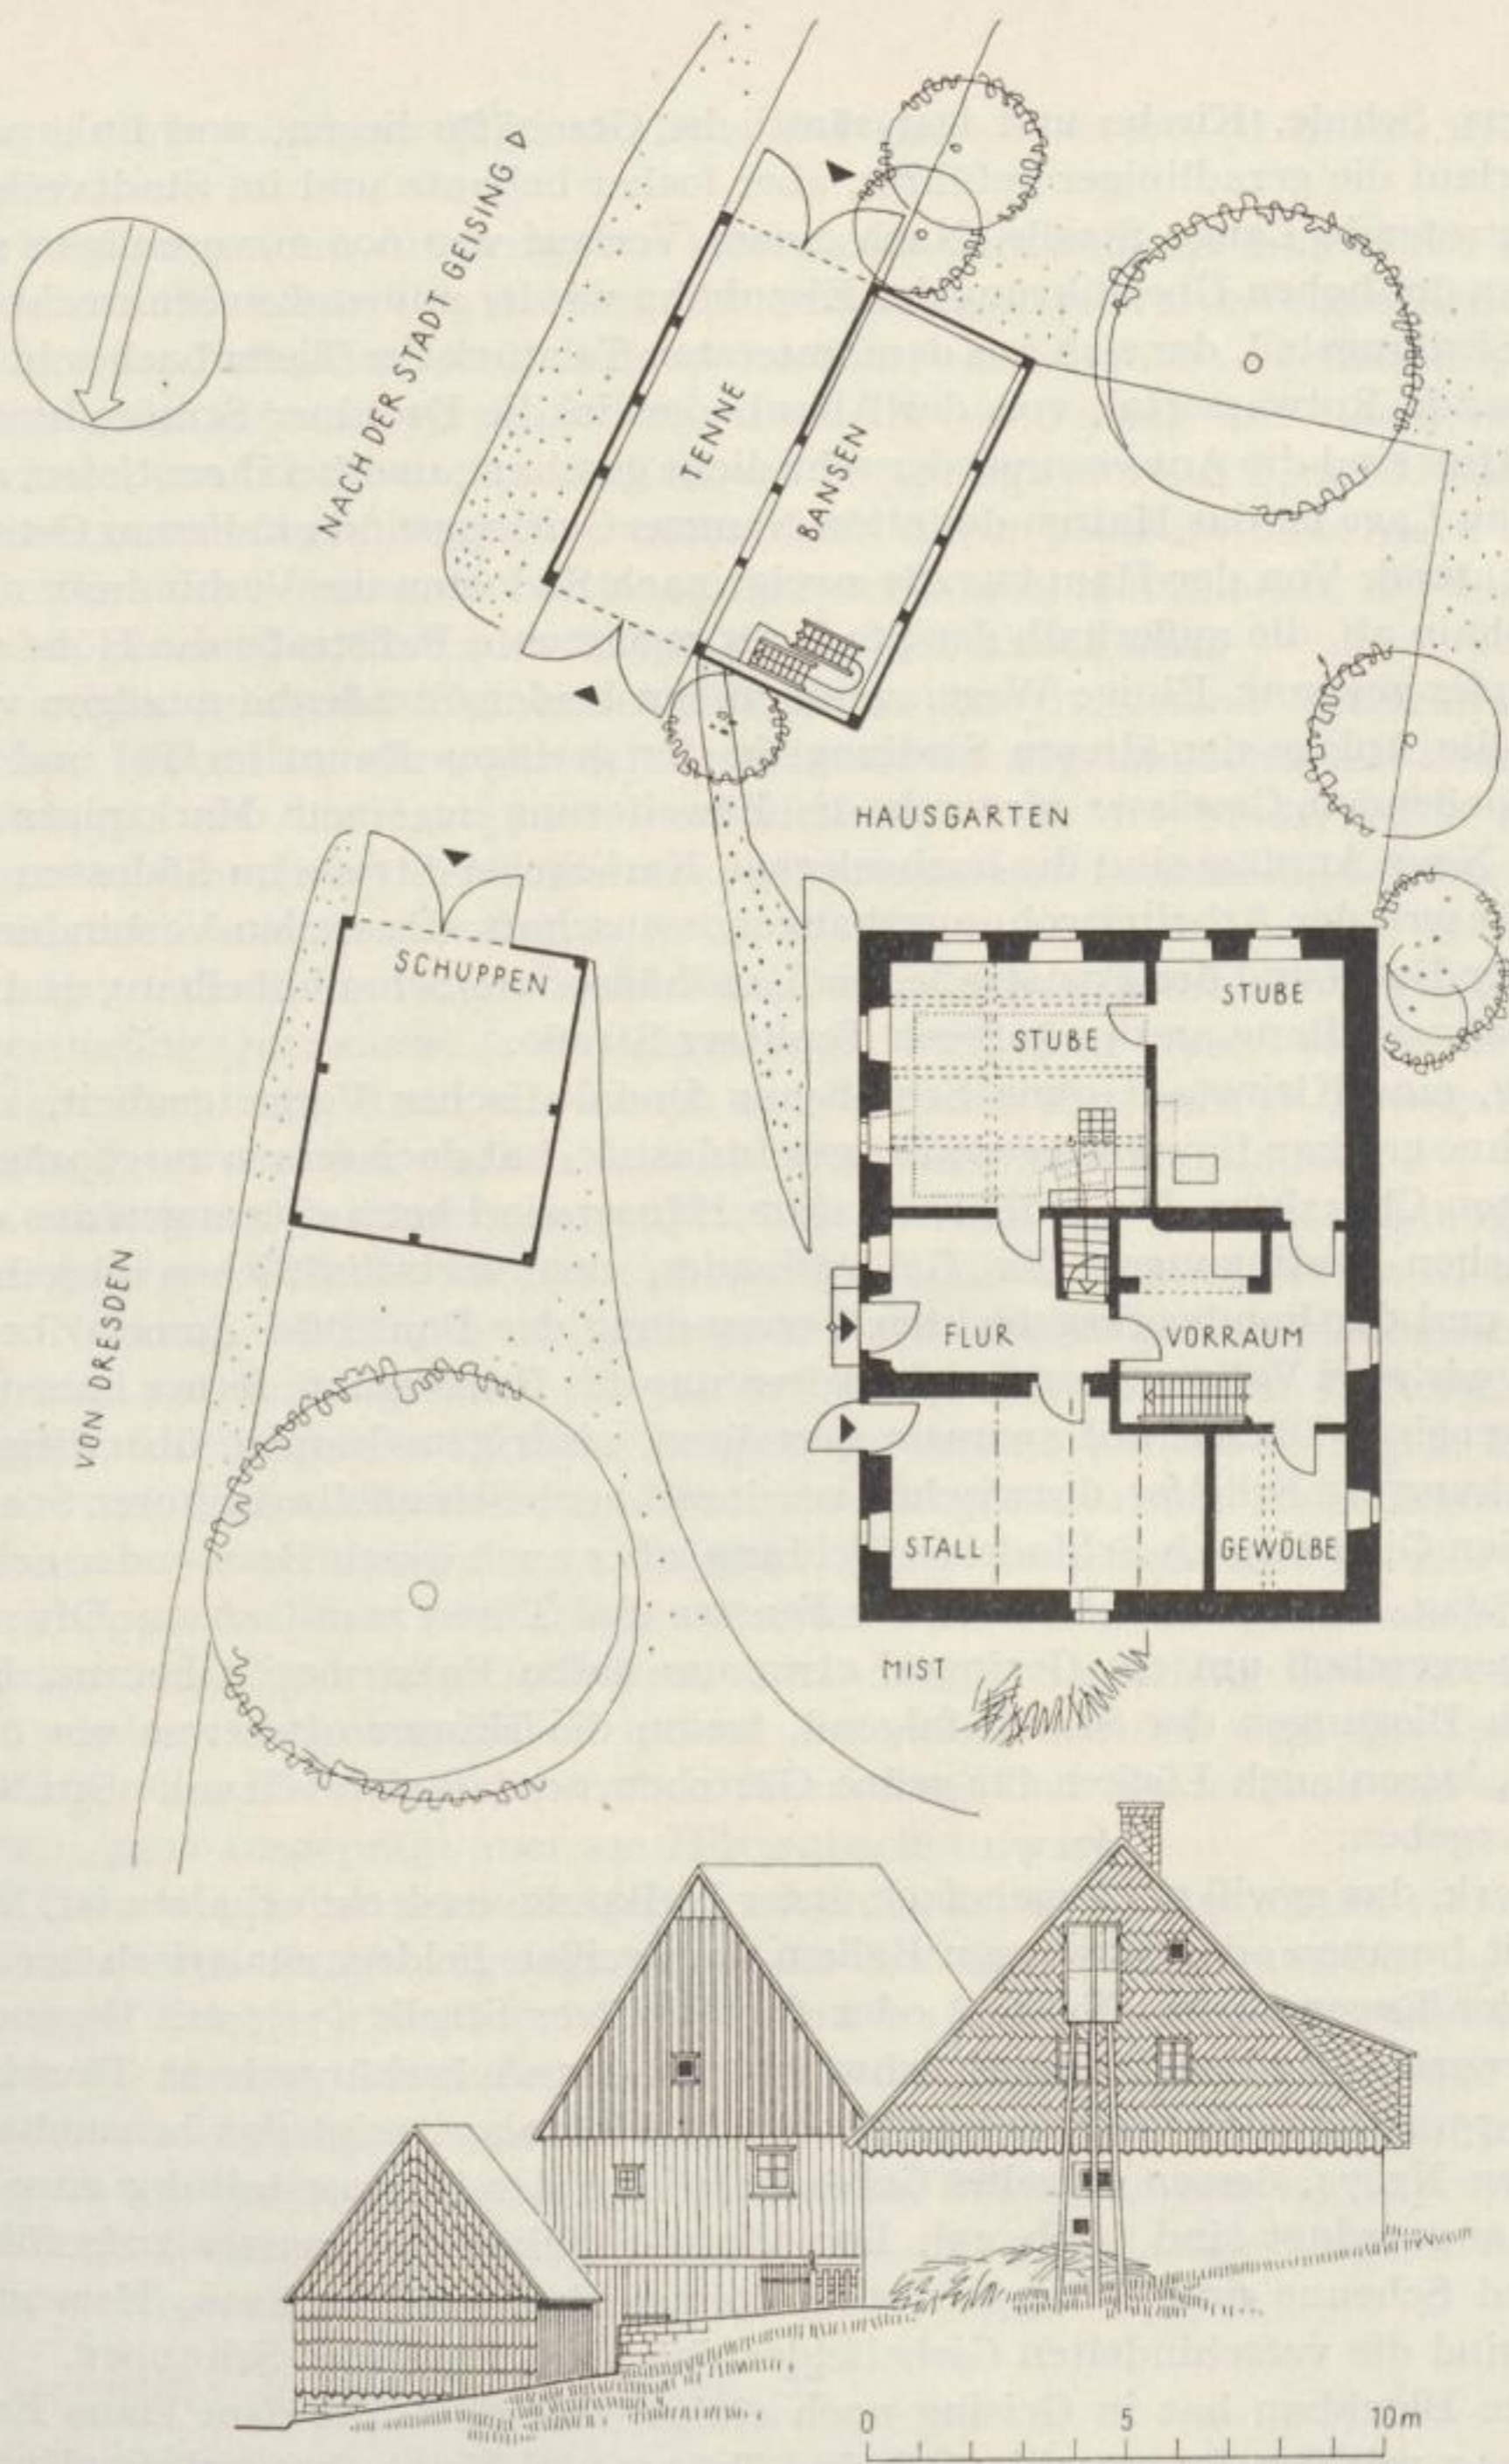 NACH DER STADT GEISING
TENNE
BANSEN
HAUSGARTEN
SCHUPPEN
STUBE
STUBE
VON DRESDEN
FLUR
VORRAUM
STALL
GEWÖLBE
MIST
0 5 10m